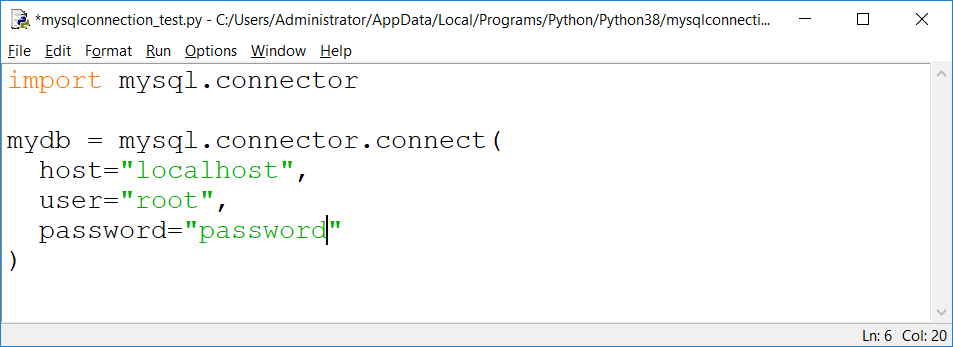 *mysqlconnection_test.py - C:/Users/Administrator/AppData/Local/Programs/Python/Python38/mysqlconnecti...
File Edit Format Run Options Window Help
import mysql.connector
mydb = mysql.connector.connect(
  host="localhost",
  user="root",
  password="password"
)
Ln: 6 Col: 20